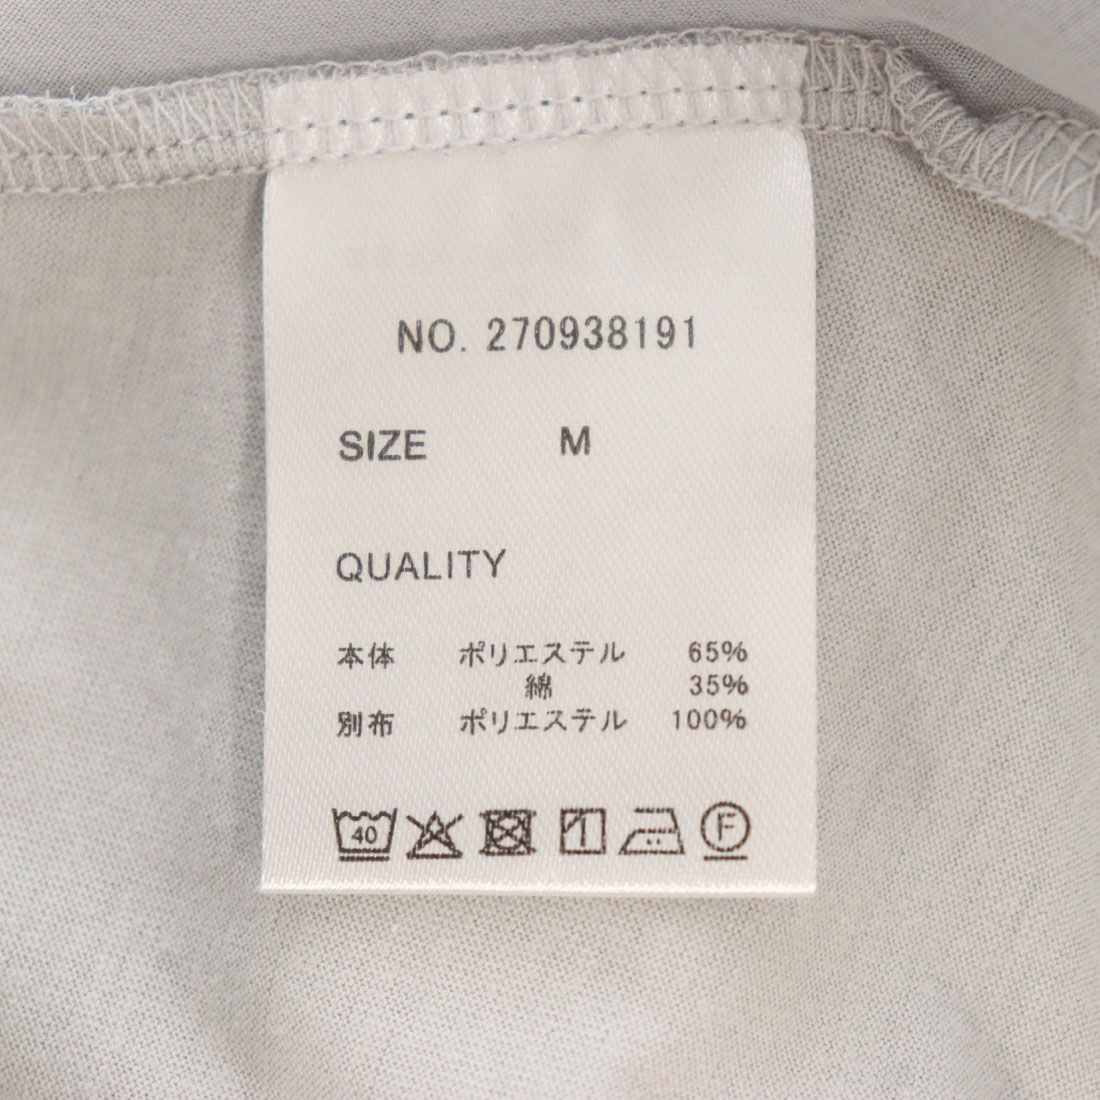 NO. 270938191
SIZE M
QUALITY
本体 ポリエステル 65%
綿 35%
別布 ポリエステル 100%
40 F